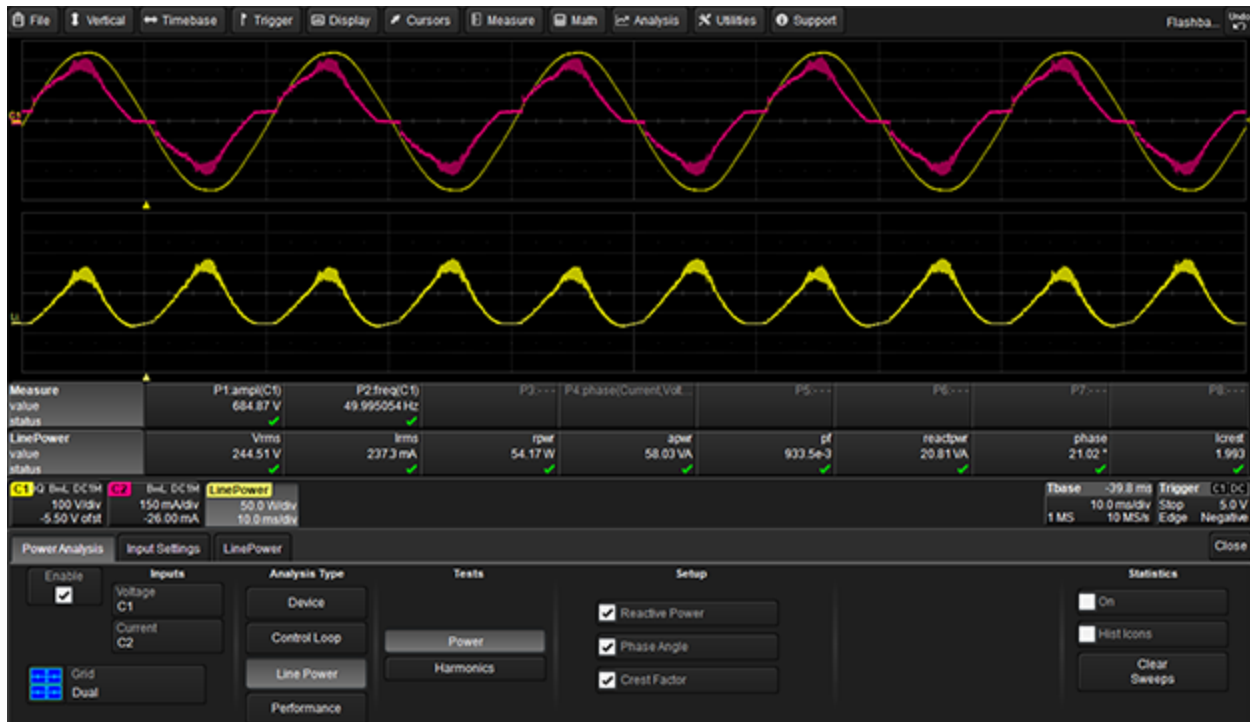 File Vertical Timebase Trigger Display Cursors Measure Math Analysis Utilities Support Flashba... Undo
C1
Measure P1:ampl(C1) P2:freq(C1) P3:--- P4:phase(Current,Volt... P5:--- P6:--- P7:--- P8:---
value 684.87 V 49.995054 Hz
status
LinePower Vrms Irms rpwr apwr pf reactpwr phase Icrest
value 244.51 V 237.3 mA 54.17 W 58.03 VA 933.5e-3 20.81 VA 21.02 ° 1.993
status
C1 BwL DC1M C2 BwL DC1M LinePower Tbase -39.8 ms Trigger C1 DC
100 V/div 150 mA/div 50.0 W/div 10.0 ms/div Stop 5.0 V
-5.50 V ofst -26.00 mA 10.0 ms/div 1 MS 10 MS/s Edge Negative
Power Analysis Input Settings LinePower Close
Enable Inputs Analysis Type Tests Setup Statistics
Voltage
C1
Device
Reactive Power
On
Current
C2
Control Loop
Power
Phase Angle
Hist Icons
Grid
Dual
Line Power
Harmonics
Crest Factor
Clear
Sweeps
Performance